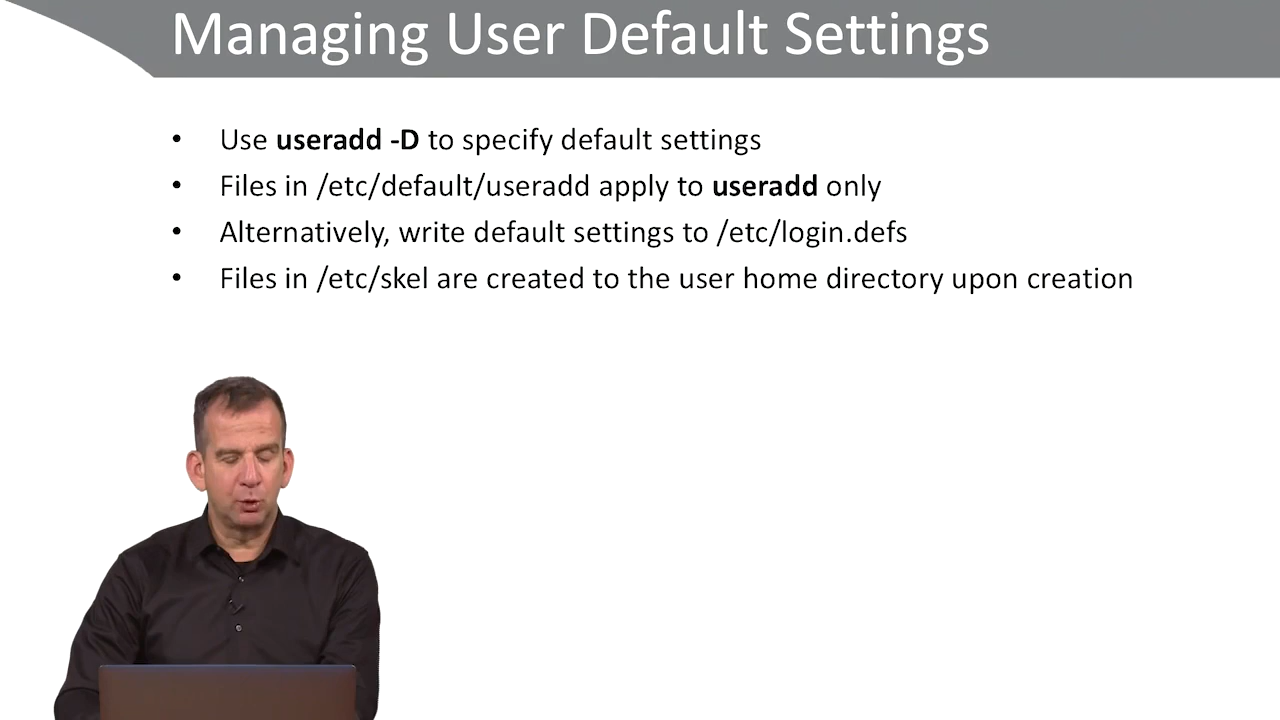 Managing User Default Settings
• Use useradd -D to specify default settings
• Files in /etc/default/useradd apply to useradd only
• Alternatively, write default settings to /etc/login.defs
• Files in /etc/skel are created to the user home directory upon creation